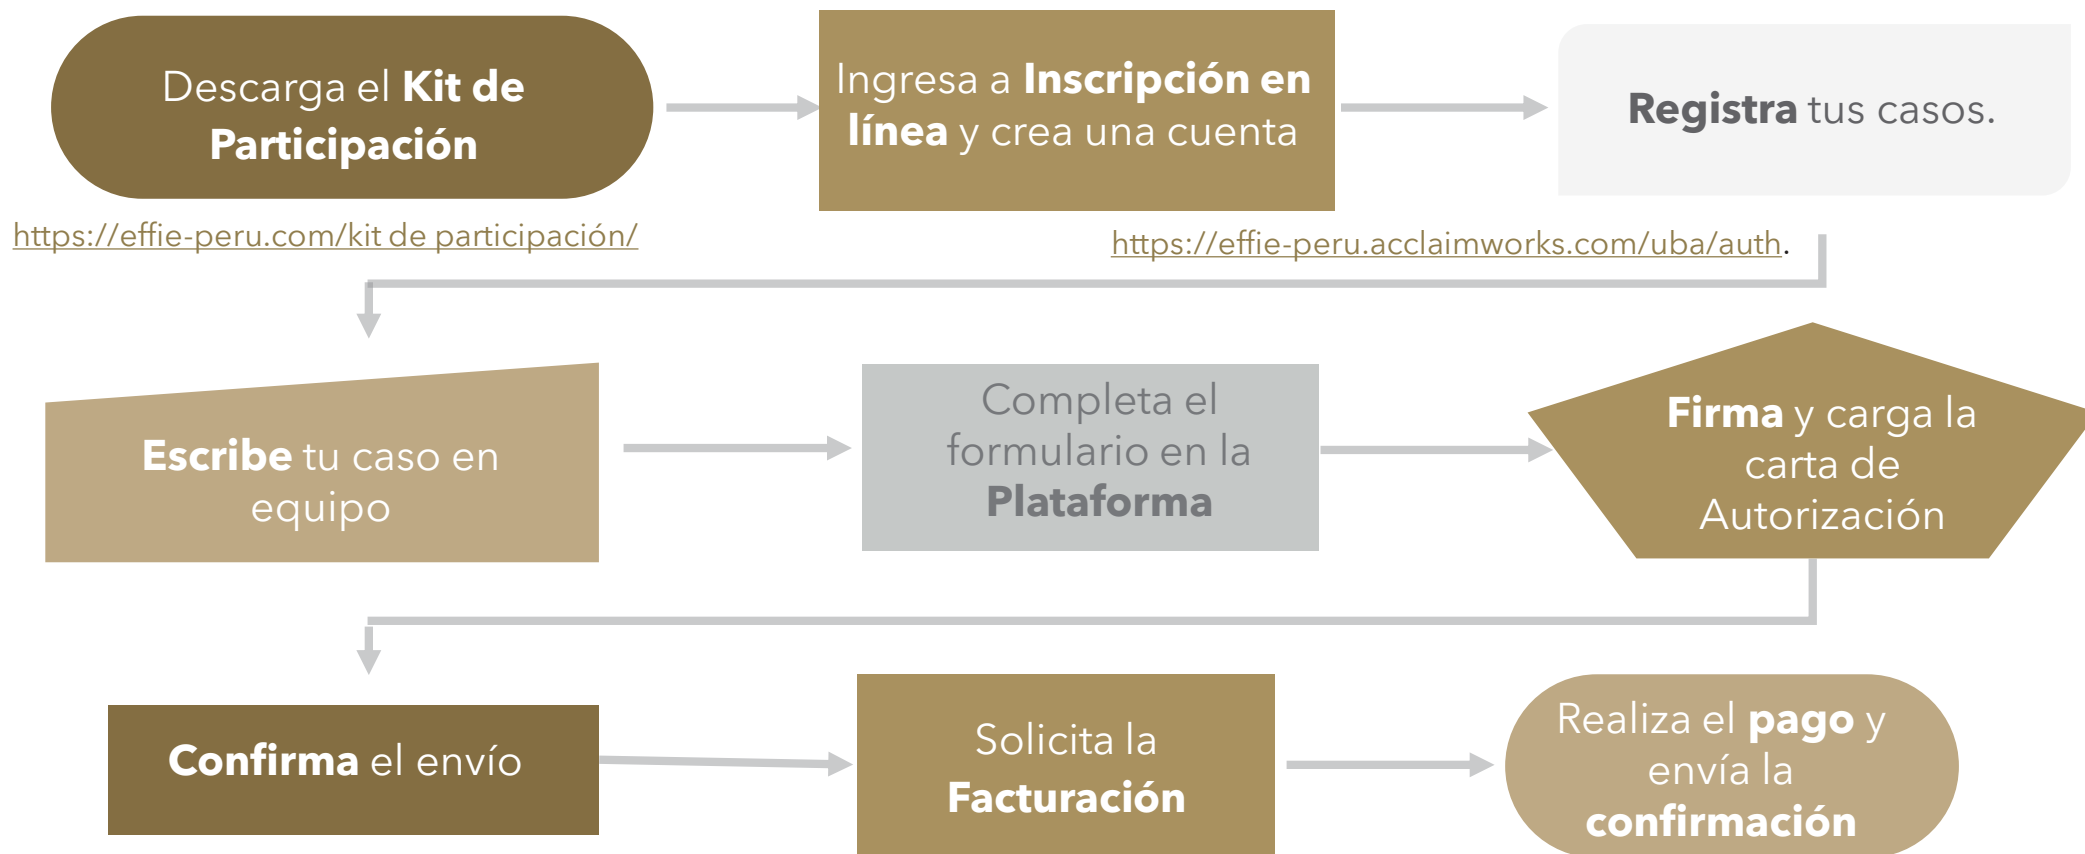 Descarga el Kit de
Participación
Ingresa a Inscripción en
línea y crea una cuenta
Registra tus casos.
https://effie-peru.com/kit de participación/
https://effie-peru.acclaimworks.com/uba/auth.
Escribe tu caso en
equipo
Completa el
formulario en la
Plataforma
Firma y carga la
carta de
Autorización
Confirma el envío
Solicita la
Facturación
Realiza el pago y
envía la
confirmación